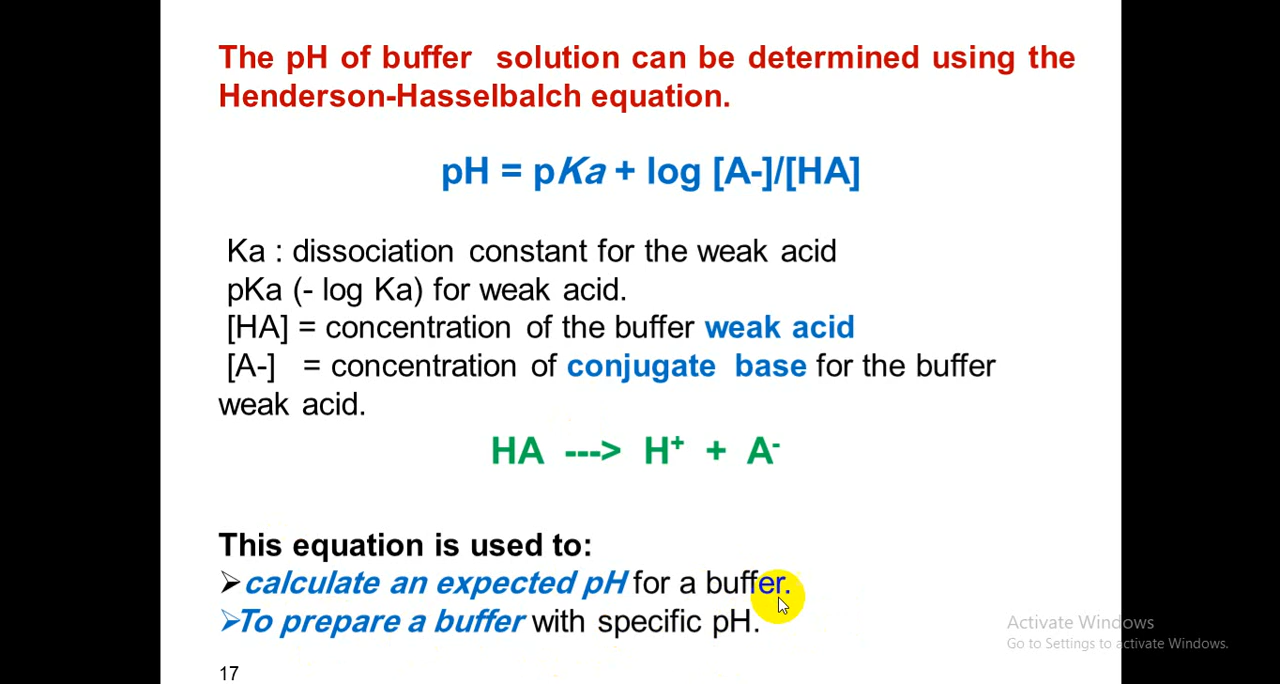 The pH of buffer solution can be determined using the
Henderson-Hasselbalch equation.
pH = pKa + log [A-]/[HA]
Ka : dissociation constant for the weak acid
pKa (- log Ka) for weak acid.
[HA] = concentration of the buffer weak acid
[A-] = concentration of conjugate base for the buffer
weak acid.
HA ---> H⁺ + A⁻
This equation is used to:
➢calculate an expected pH for a buffer.
➢To prepare a buffer with specific pH.
Activate Windows
Go to Settings to activate Windows.
17